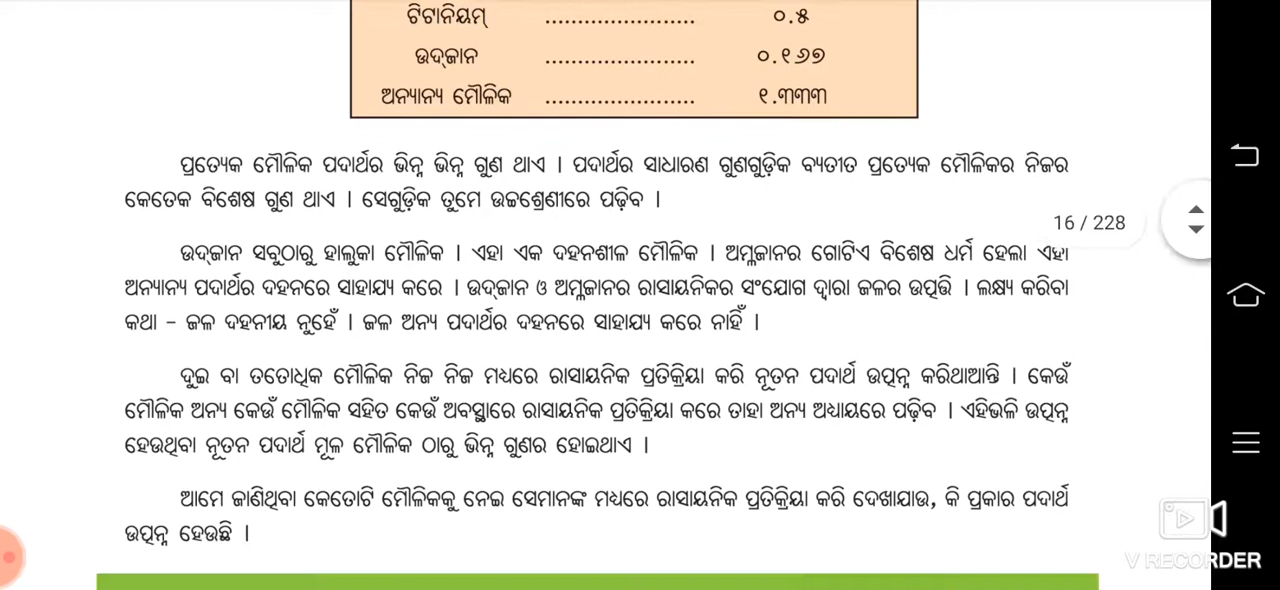 ଟିଟାନିୟମ୍ ....................... ୦.୫
ଉଦ୍‌ଜାନ ....................... ୦.୧୬୭
ଅନ୍ୟାନ୍ୟ ମୌଳିକ ....................... ୧.୩୩୩
ପ୍ରତ୍ୟେକ ମୌଳିକ ପଦାର୍ଥର ଭିନ୍ନ ଭିନ୍ନ ଗୁଣ ଥାଏ । ପଦାର୍ଥର ସାଧାରଣ ଗୁଣଗୁଡ଼ିକ ବ୍ୟତୀତ ପ୍ରତ୍ୟେକ ମୌଳିକର ନିଜର
କେତେକ ବିଶେଷ ଗୁଣ ଥାଏ । ସେଗୁଡ଼ିକ ତୁମେ ଉଚ୍ଚଶ୍ରେଣୀରେ ପଢ଼ିବ ।
16 / 228
ଉଦ୍‌ଜାନ ସବୁଠାରୁ ହାଲୁକା ମୌଳିକ । ଏହା ଏକ ଦହନଶୀଳ ମୌଳିକ । ଅମ୍ଳଜାନର ଗୋଟିଏ ବିଶେଷ ଧର୍ମ ହେଲା ଏହା
ଅନ୍ୟାନ୍ୟ ପଦାର୍ଥର ଦହନରେ ସାହାଯ୍ୟ କରେ । ଉଦ୍‌ଜାନ ଓ ଅମ୍ଳଜାନର ରାସାୟନିକର ସଂଯୋଗ ଦ୍ୱାରା ଜଳର ଉତ୍ପତ୍ତି । ଲକ୍ଷ୍ୟ କରିବା
କଥା – ଜଳ ଦହନୀୟ ନୁହେଁ । ଜଳ ଅନ୍ୟ ପଦାର୍ଥର ଦହନରେ ସାହାଯ୍ୟ କରେ ନାହିଁ ।
ଦୁଇ ବା ତତୋଧିକ ମୌଳିକ ନିଜ ନିଜ ମଧ୍ୟରେ ରାସାୟନିକ ପ୍ରତିକ୍ରିୟା କରି ନୂତନ ପଦାର୍ଥ ଉତ୍ପନ୍ନ କରିଥାଆନ୍ତି । କେଉଁ
ମୌଳିକ ଅନ୍ୟ କେଉଁ ମୌଳିକ ସହିତ କେଉଁ ଅବସ୍ଥାରେ ରାସାୟନିକ ପ୍ରତିକ୍ରିୟା କରେ ତାହା ଅନ୍ୟ ଅଧ୍ୟାୟରେ ପଢ଼ିବ । ଏହିଭଳି ଉତ୍ପନ୍ନ
ହେଉଥିବା ନୂତନ ପଦାର୍ଥ ମୂଳ ମୌଳିକ ଠାରୁ ଭିନ୍ନ ଗୁଣର ହୋଇଥାଏ ।
ଆମେ ଜାଣିଥିବା କେତୋଟି ମୌଳିକକୁ ନେଇ ସେମାନଙ୍କ ମଧ୍ୟରେ ରାସାୟନିକ ପ୍ରତିକ୍ରିୟା କରି ଦେଖାଯାଉ, କି ପ୍ରକାର ପଦାର୍ଥ
ଉତ୍ପନ୍ନ ହେଉଛି ।
V RECORDER